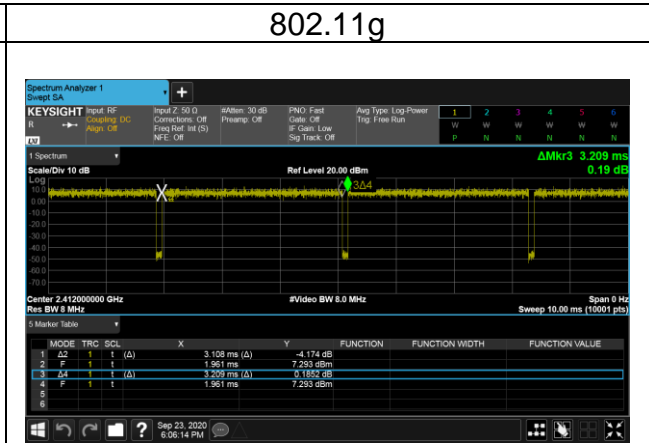 802.11g
Spectrum Analyzer 1
Swept SA
KEYSIGHT Input: RF Input Z: 50 Ω #Atten: 30 dB PNO: Fast Avg Type: Log-Power 1 2 3 4 5 6
R Coupling: DC Corrections: Off Preamp: Off Gate: Off Trig: Free Run W W W W W W
Align: Off Freq Ref: Int (S) IF Gain: Low
NFE: Off Sig Track: Off P N N N N N
1 Spectrum ΔMkr3 3.209 ms
Scale/Div 10 dB Ref Level 20.00 dBm 0.19 dB
Log
10.0 3Δ4
0.00
-10.0
-20.0
-30.0
-40.0
-50.0
-60.0
-70.0
Center 2.412000000 GHz #Video BW 8.0 MHz Span 0 Hz
Res BW 8 MHz Sweep 10.00 ms (10001 pts)
5 Marker Table
MODE TRC SCL X Y FUNCTION FUNCTION WIDTH FUNCTION VALUE
1 Δ2 1 t (Δ) 3.108 ms (Δ) -4.174 dB
2 F 1 t 1.961 ms 7.293 dBm
3 Δ4 1 t (Δ) 3.209 ms (Δ) 0.1852 dB
4 F 1 t 1.961 ms 7.293 dBm
5
6
? Sep 23, 2020
6:06:14 PM